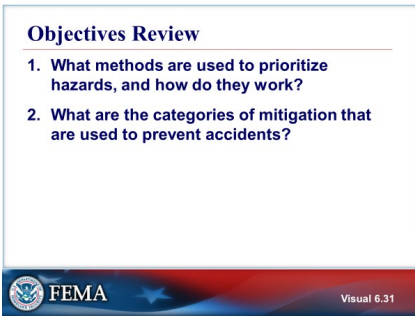 Objectives Review
1. What methods are used to prioritize
hazards, and how do they work?
2. What are the categories of mitigation that
are used to prevent accidents?
FEMA
Visual 6.31